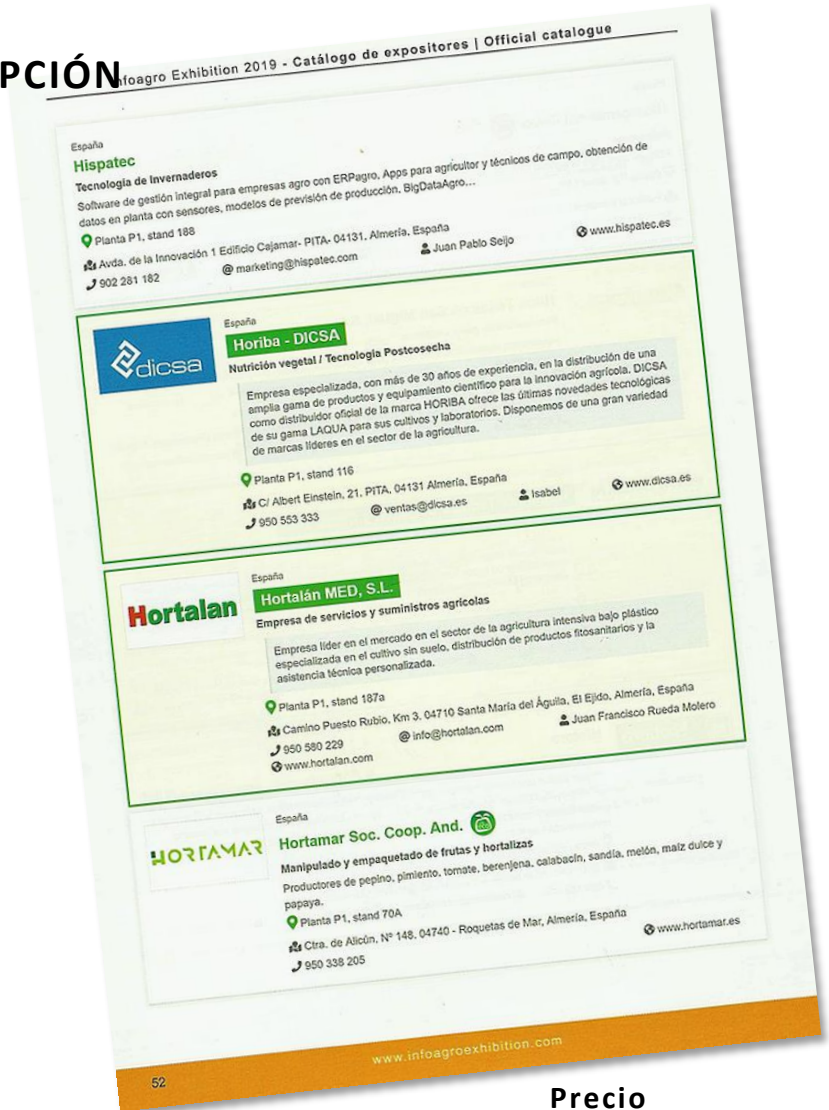 PCIÓN
nfoagro Exhibition 2019 - Catálogo de expositores | Official catalogue
España
Hispatec
Tecnología de Invernaderos
Software de gestión integral para empresas agro con ERPagro, Apps para agricultor y técnicos de campo, obtención de
datos en planta con sensores, modelos de previsión de producción, BigDataAgro...
Planta P1, stand 188
Avda. de la Innovación 1 Edificio Cajamar- PITA- 04131, Almería, España
902 281 182 @ marketing@hispatec.com Juan Pablo Seijo www.hispatec.es
dicsa
España
Horiba - DICSA
Nutrición vegetal / Tecnología Postcosecha
Empresa especializada, con más de 30 años de experiencia, en la distribución de una
amplia gama de productos y equipamiento científico para la innovación agrícola. DICSA
como distribuidor oficial de la marca HORIBA ofrece las últimas novedades tecnológicas
de su gama LAQUA para sus cultivos y laboratorios. Disponemos de una gran variedad
de marcas líderes en el sector de la agricultura.
Planta P1, stand 116
C/ Albert Einstein, 21, PITA, 04131 Almería, España
950 553 333 @ ventas@dicsa.es Isabel www.dicsa.es
Hortalan
España
Hortalán MED, S.L.
Empresa de servicios y suministros agrícolas
Empresa líder en el mercado en el sector de la agricultura intensiva bajo plástico
especializada en el cultivo sin suelo, distribución de productos fitosanitarios y la
asistencia técnica personalizada.
Planta P1, stand 187a
Camino Puesto Rubio, Km 3, 04710 Santa María del Águila, El Ejido, Almería, España
950 580 229 @ info@hortalan.com Juan Francisco Rueda Molero
www.hortalan.com
HORTAMAR
España
Hortamar Soc. Coop. And.
Manipulado y empaquetado de frutas y hortalizas
Productores de pepino, pimiento, tomate, berenjena, calabacín, sandía, melón, maíz dulce y
papaya.
Planta P1, stand 70A
Ctra. de Alicún, Nº 148, 04740 - Roquetas de Mar, Almería, España
950 338 205 www.hortamar.es
www.infoagroexhibition.com
52
Precio